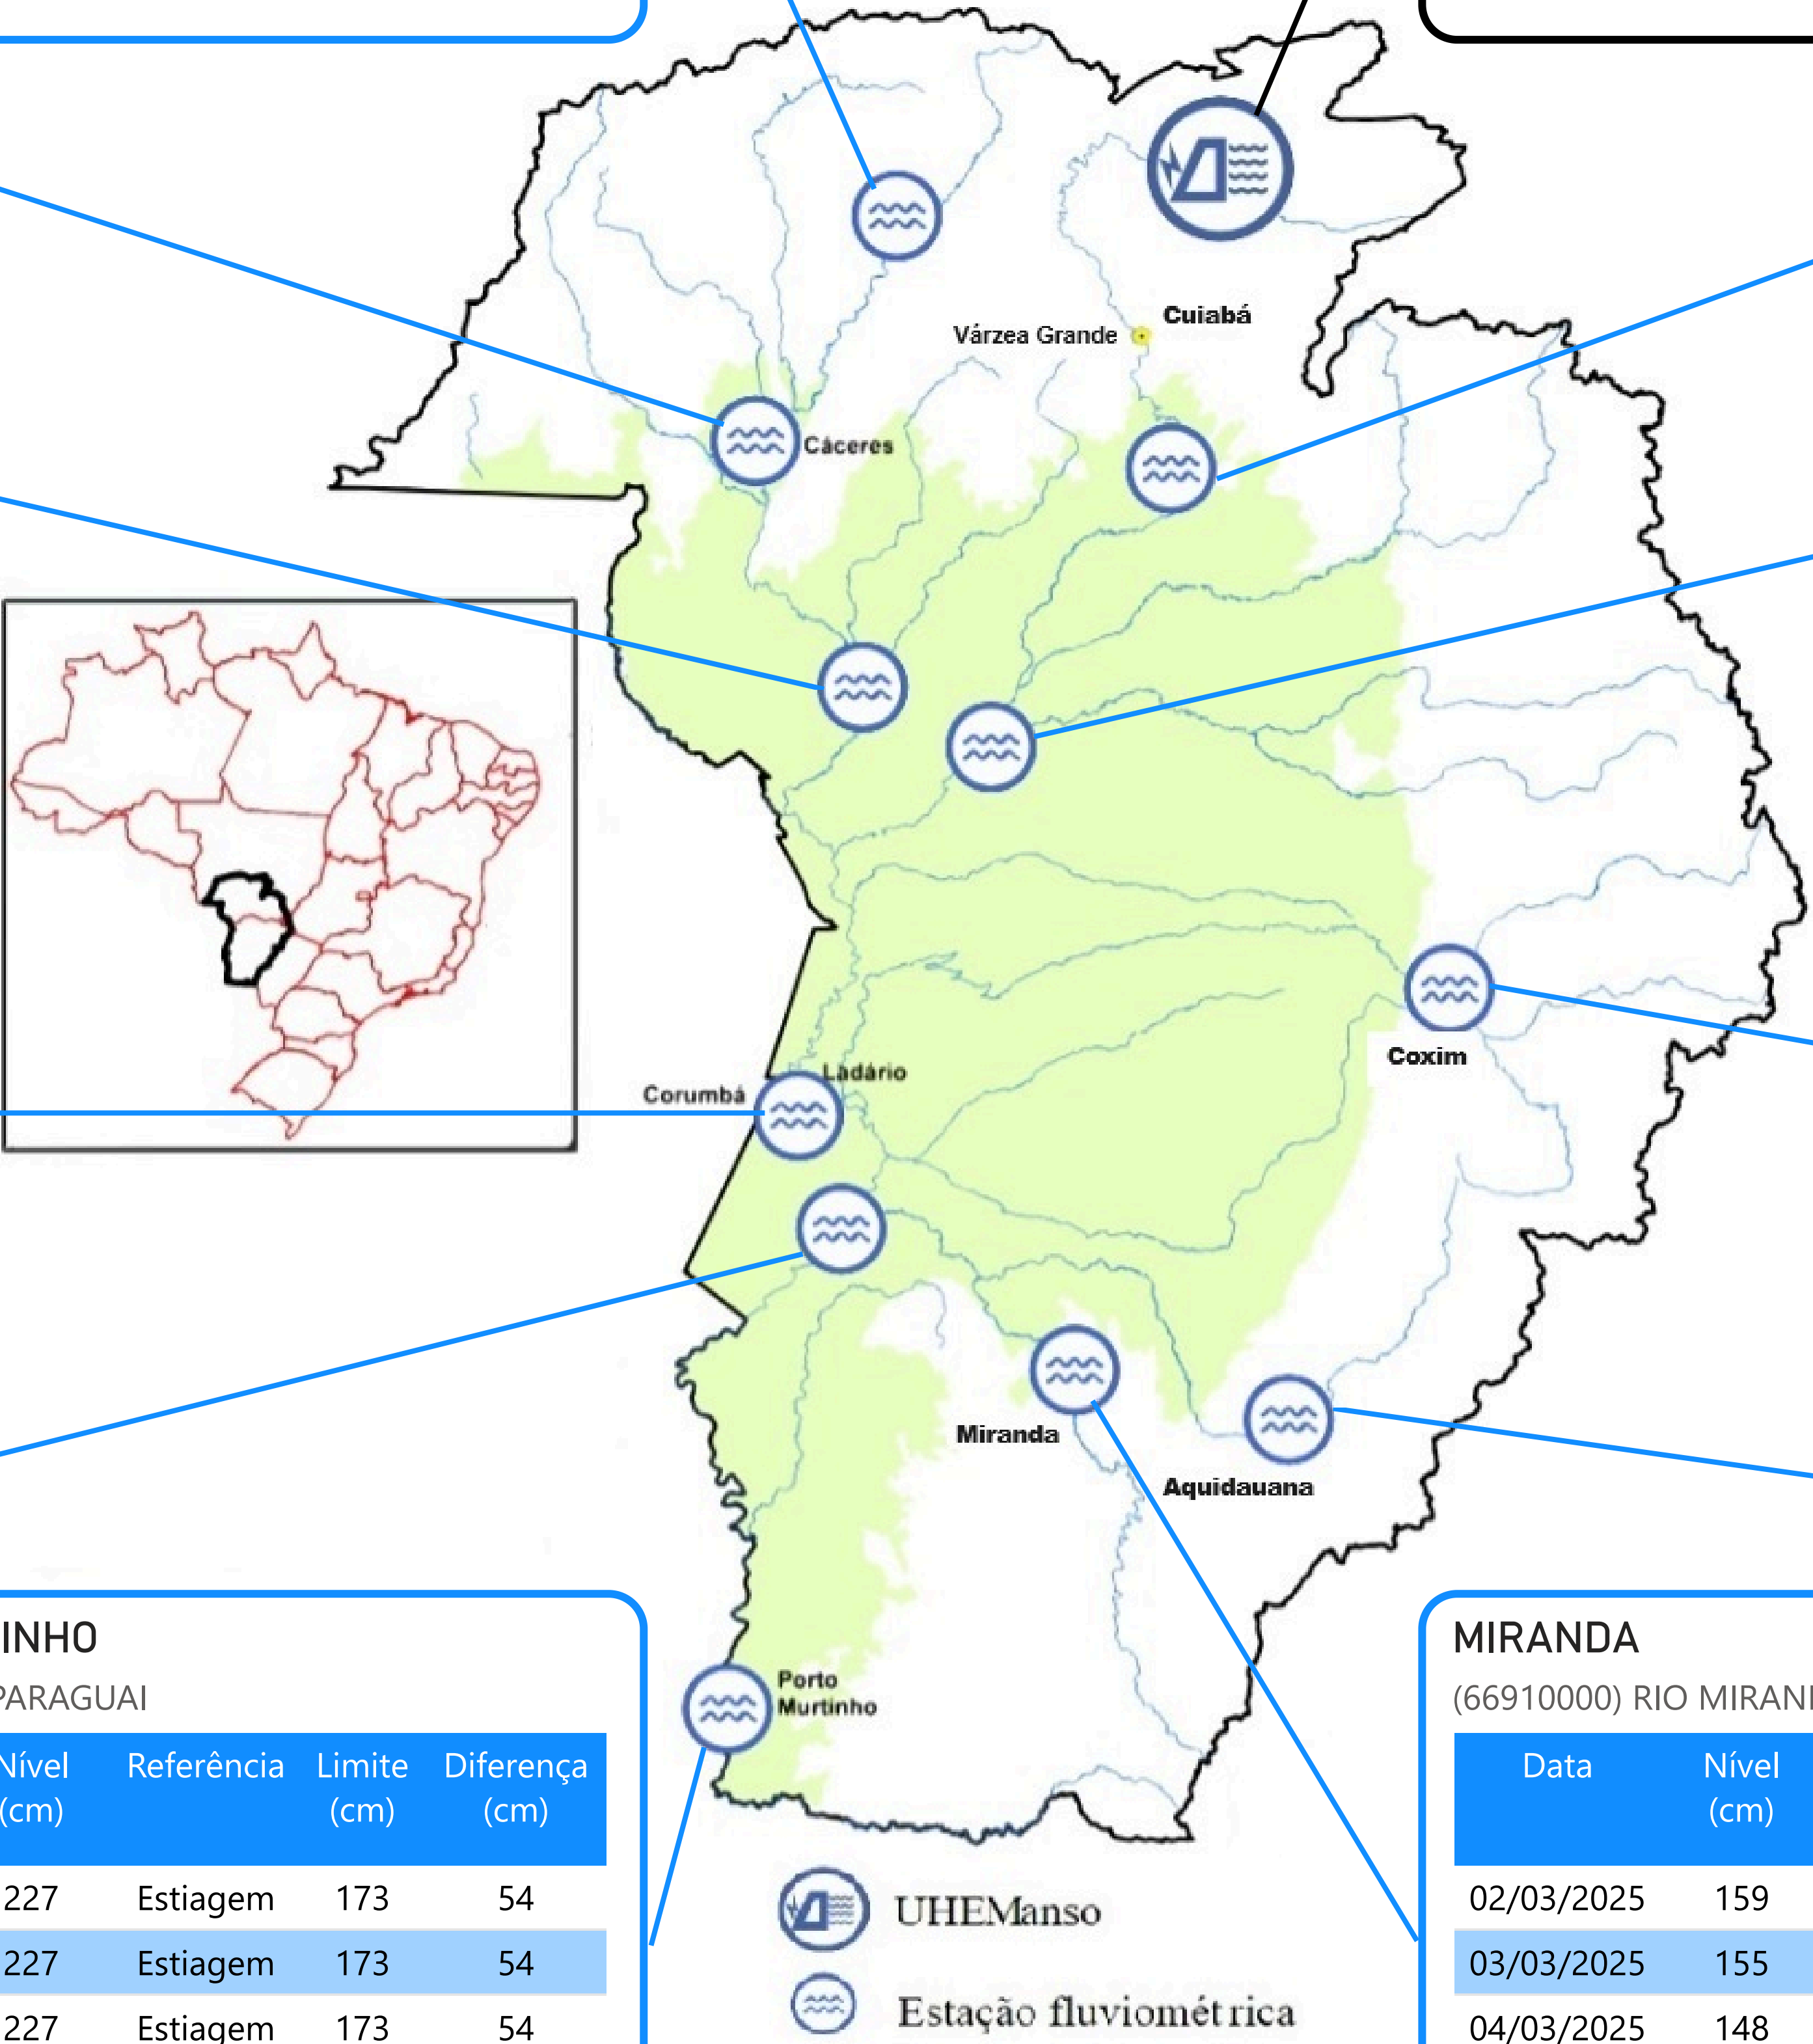 Cuiabá
Várzea Grande
Cáceres
Coxim
Ladário
Corumbá
Miranda
Aquidauana
Porto
Murtinho
INHO
PARAGUAI
Nível Referência Limite Diferença
(cm) (cm) (cm)
227 Estiagem 173 54
227 Estiagem 173 54
227 Estiagem 173 54
UHEManso
Estação fluviométrica
MIRANDA
(66910000) RIO MIRAN
Data Nível
(cm)
02/03/2025 159
03/03/2025 155
04/03/2025 148